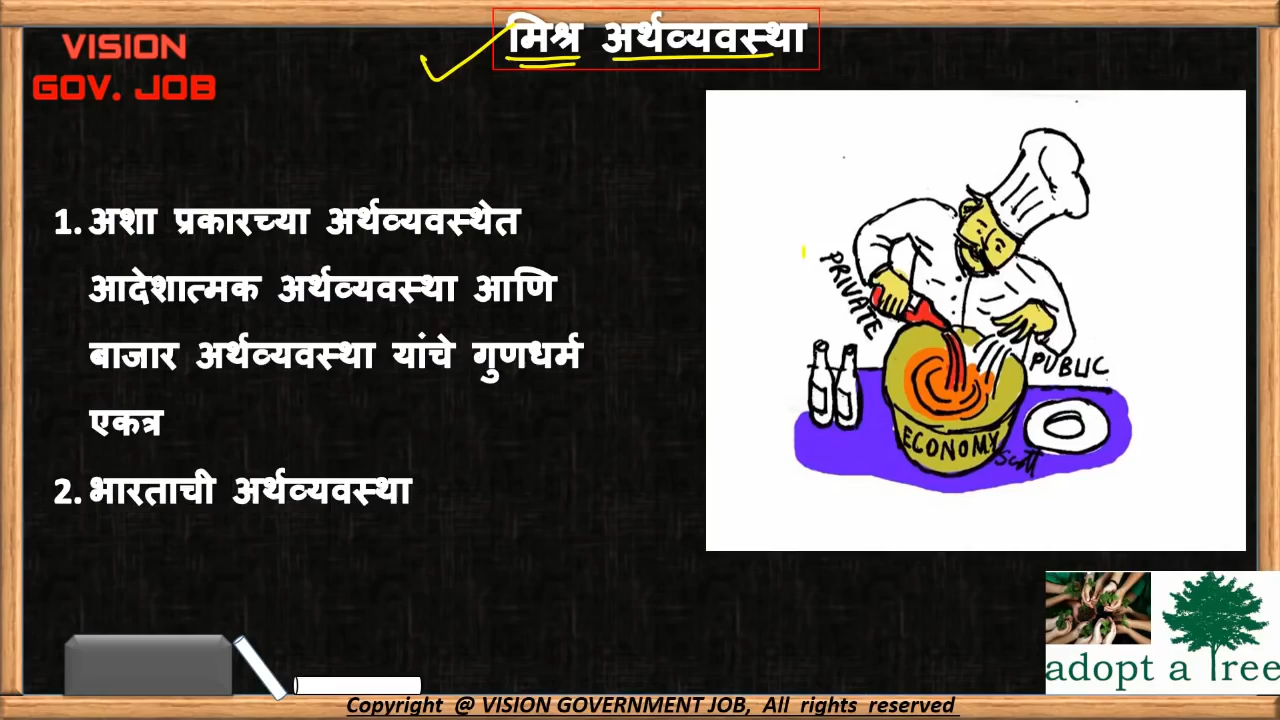 मिश्र अर्थव्यवस्था
VISION
GOV. JOB
1. अशा प्रकारच्या अर्थव्यवस्थेत
आदेशात्मक अर्थव्यवस्था आणि
बाजार अर्थव्यवस्था यांचे गुणधर्म
एकत्र
2. भारताची अर्थव्यवस्था
PRIVATE
PUBLIC
ECONOMY
Scott
adopt a Tree
Copyright @ VISION GOVERNMENT JOB, All rights reserved